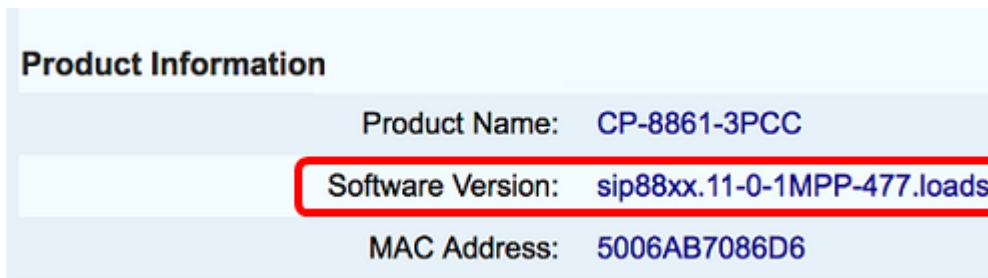 Product Information
Product Name: CP-8861-3PCC
Software Version: sip88xx.11-0-1MPP-477.loads
MAC Address: 5006AB7086D6